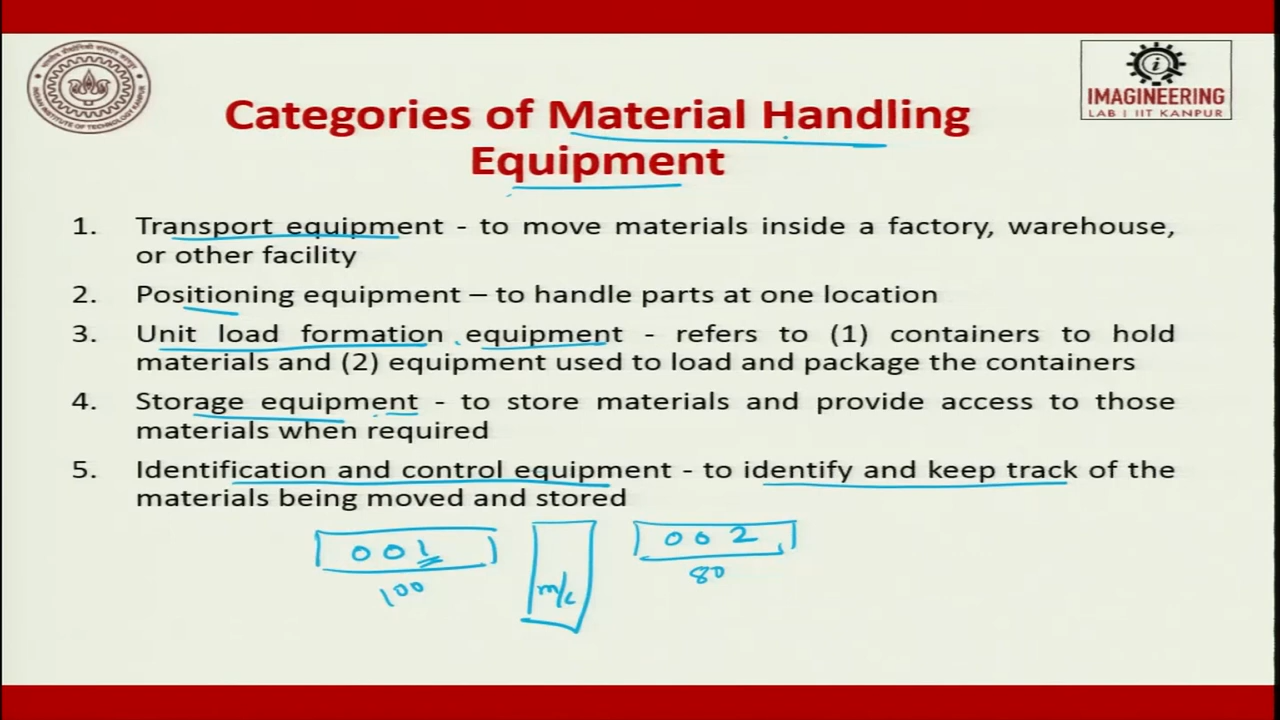 IMAGINEERING
LAB | IIT KANPUR
Categories of Material Handling
Equipment
1. Transport equipment - to move materials inside a factory, warehouse,
or other facility
2. Positioning equipment – to handle parts at one location
3. Unit load formation equipment - refers to (1) containers to hold
materials and (2) equipment used to load and package the containers
4. Storage equipment - to store materials and provide access to those
materials when required
5. Identification and control equipment - to identify and keep track of the
materials being moved and stored
001 002
100 m/c 80